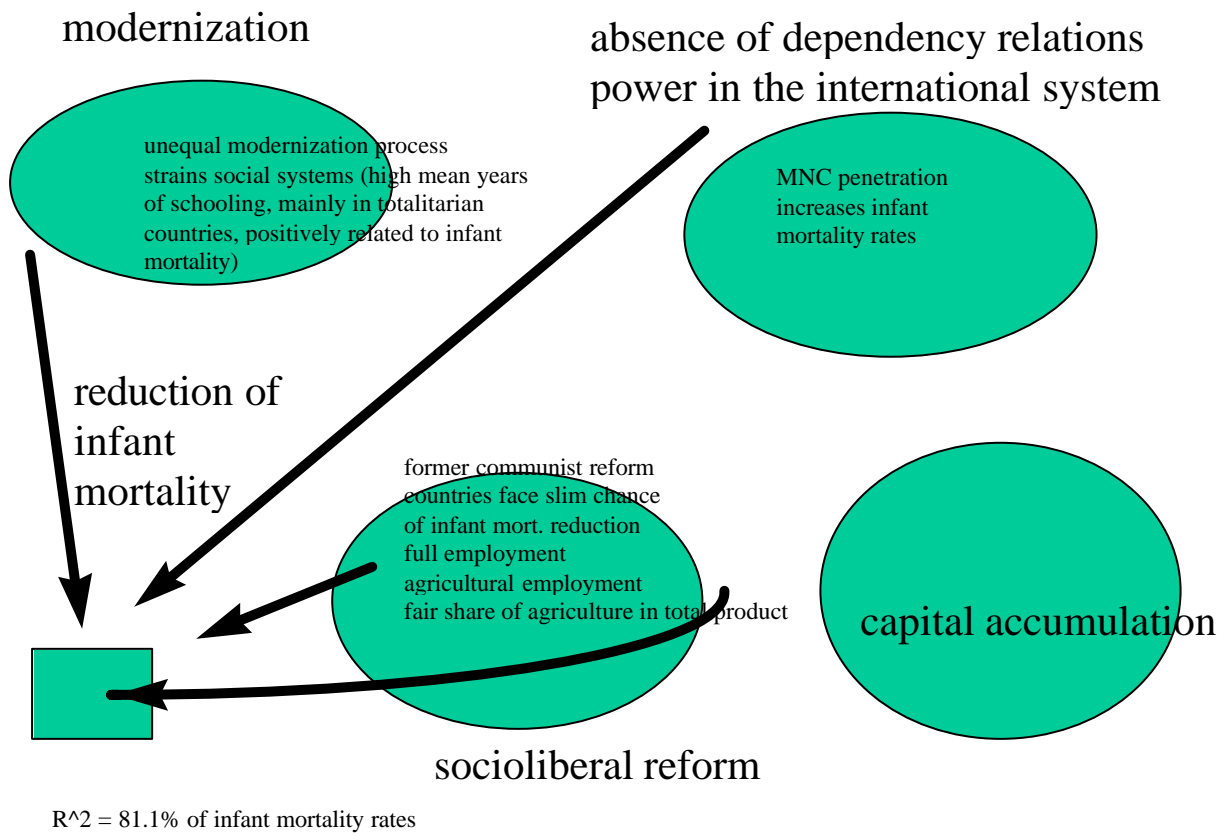 modernization
absence of dependency relations
power in the international system
unequal modernization process
strains social systems (high mean years
of schooling, mainly in totalitarian
countries, positively related to infant
mortality)
MNC penetration
increases infant
mortality rates
reduction of
infant
mortality
former communist reform
countries face slim chance
of infant mort. reduction
full employment
agricultural employment
fair share of agriculture in total product
capital accumulation
socioliberal reform
R^2 = 81.1% of infant mortality rates